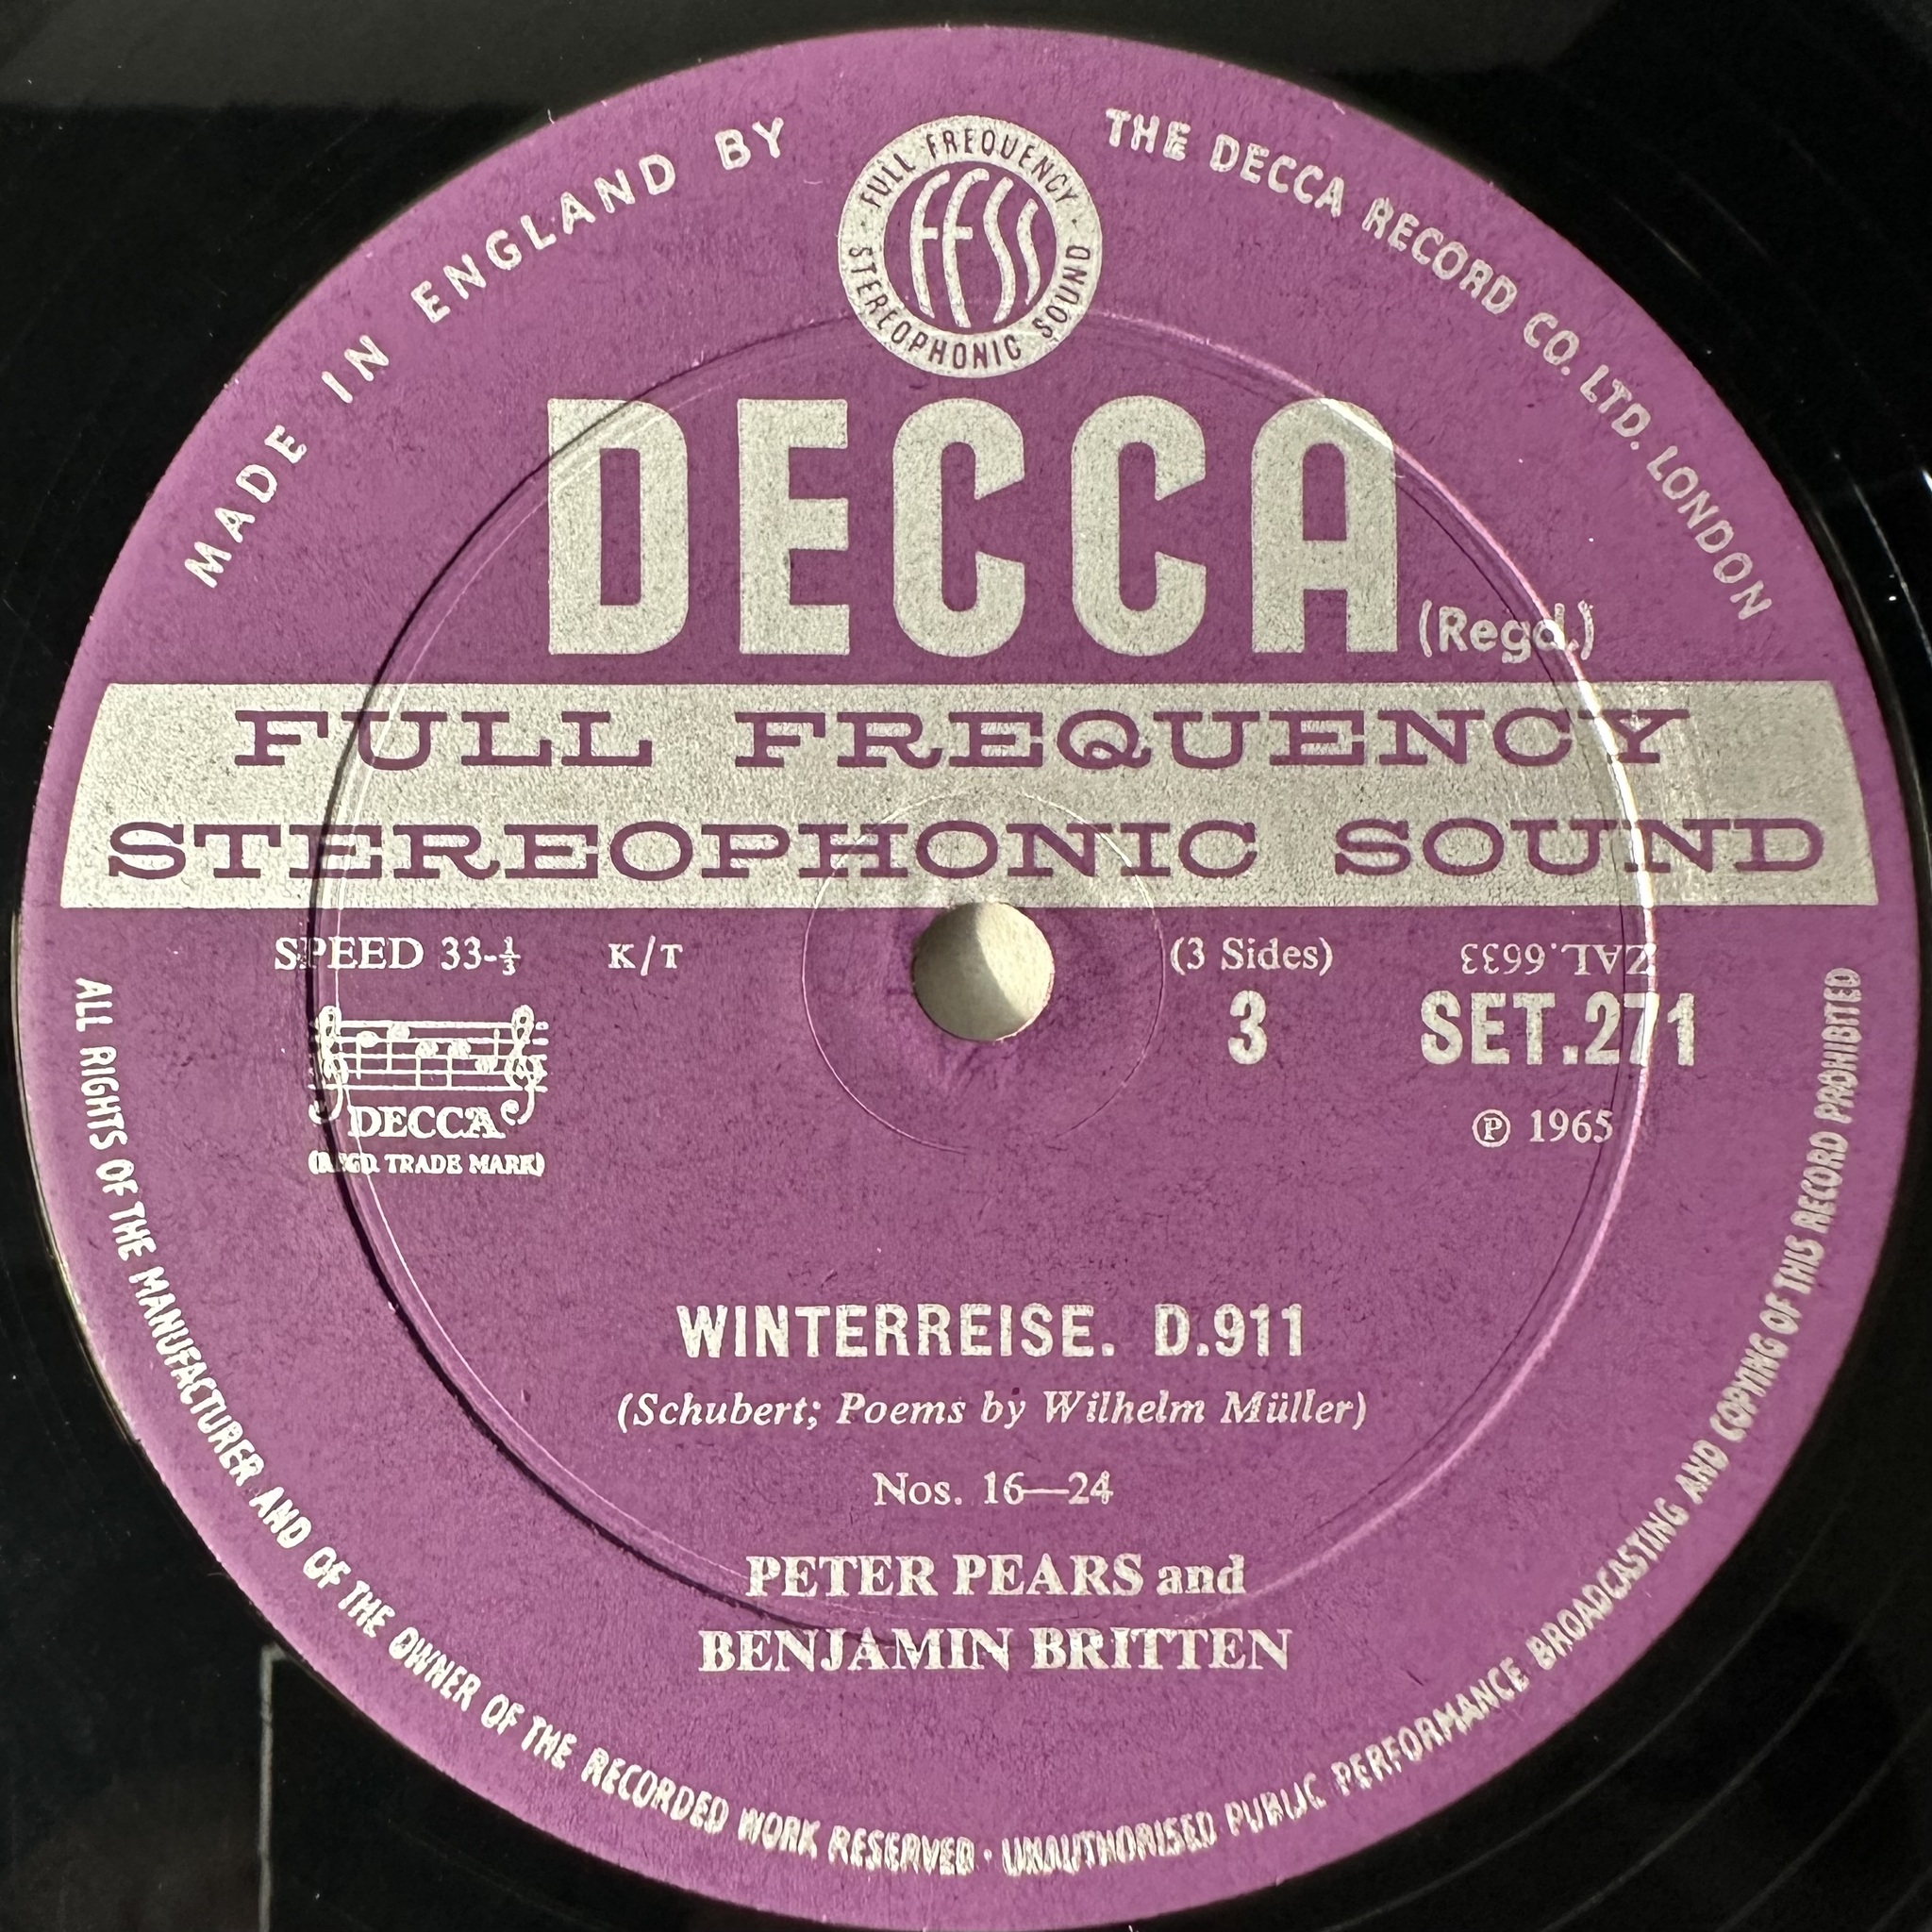 MADE IN ENGLAND BY THE DECCA RECORD CO. LTD. LONDON
FULL FREQUENCY
FFSS
STEREOPHONIC SOUND
DECCA (Regd.)
FULL FREQUENCY
STEREOPHONIC SOUND
SPEED 33-⅓ K/T (3 Sides) ZAL.6633
3 SET.271
DECCA
(REGD. TRADE MARK)
Ⓟ 1965
WINTERREISE. D.911
(Schubert; Poems by Wilhelm Müller)
Nos. 16—24
PETER PEARS and
BENJAMIN BRITTEN
ALL RIGHTS OF THE MANUFACTURER AND OF THE OWNER OF THE RECORDED WORK RESERVED · UNAUTHORISED PUBLIC PERFORMANCE BROADCASTING AND COPYING OF THIS RECORD PROHIBITED